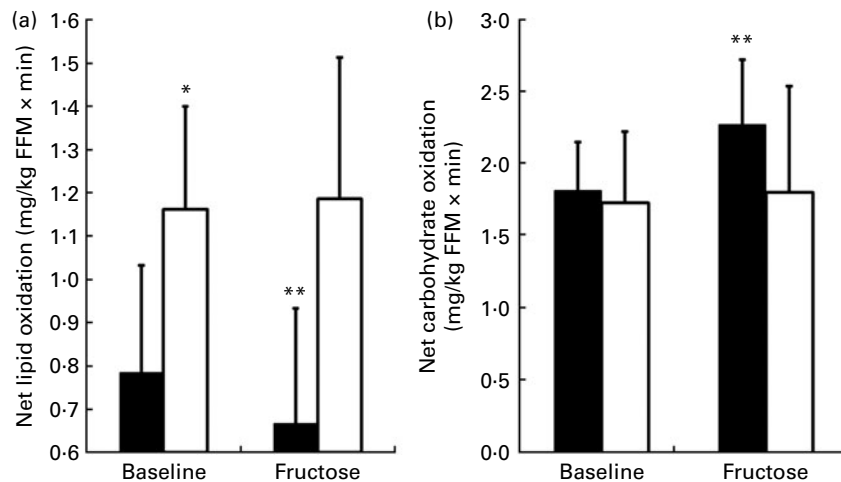 (a)
Net lipid oxidation (mg/kg FFM × min)
1·6
1·5
1·4
1·3
1·2
1·1
1·0
0·9
0·8
0·7
0·6
*
**
Baseline
Fructose
(b)
Net carbohydrate oxidation
(mg/kg FFM × min)
3·0
2·5
2·0
1·5
1·0
0·5
0·0
**
Baseline
Fructose